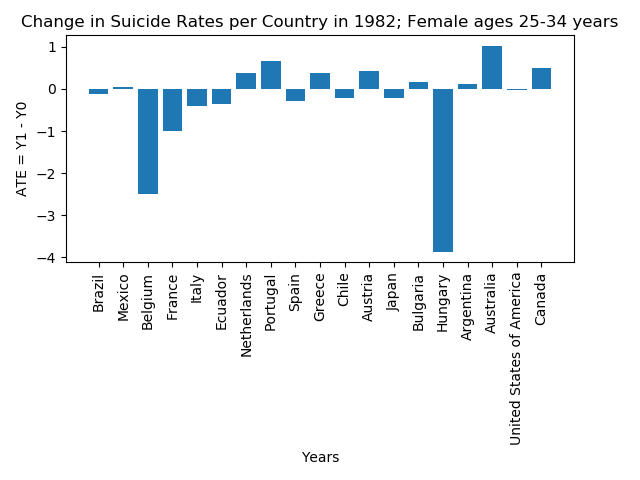 Change in Suicide Rates per Country in 1982; Female ages 25-34 years
ATE = Y1 - Y0
1
0
−1
−2
−3
−4
Brazil
Mexico
Belgium
France
Italy
Ecuador
Netherlands
Portugal
Spain
Greece
Chile
Austria
Japan
Bulgaria
Hungary
Argentina
Australia
United States of America
Canada
Years